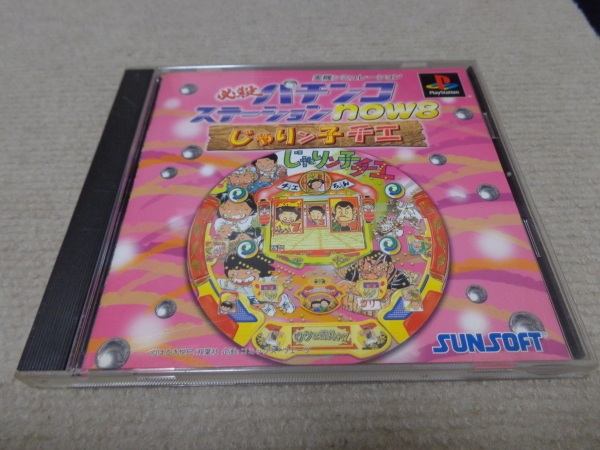 実機シミュレーション
必殺パチンコ
ステーションnow8
じゃりン子チエ
じゃりン子チエ
PlayStation
SUNSOFT